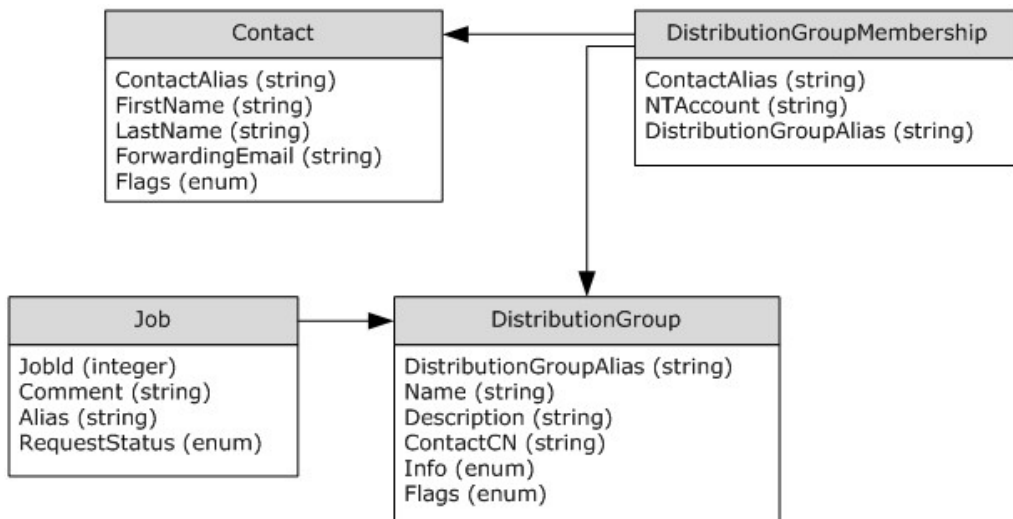 Contact
ContactAlias (string)
FirstName (string)
LastName (string)
ForwardingEmail (string)
Flags (enum)
DistributionGroupMembership
ContactAlias (string)
NTAccount (string)
DistributionGroupAlias (string)
Job
JobId (integer)
Comment (string)
Alias (string)
RequestStatus (enum)
DistributionGroup
DistributionGroupAlias (string)
Name (string)
Description (string)
ContactCN (string)
Info (enum)
Flags (enum)